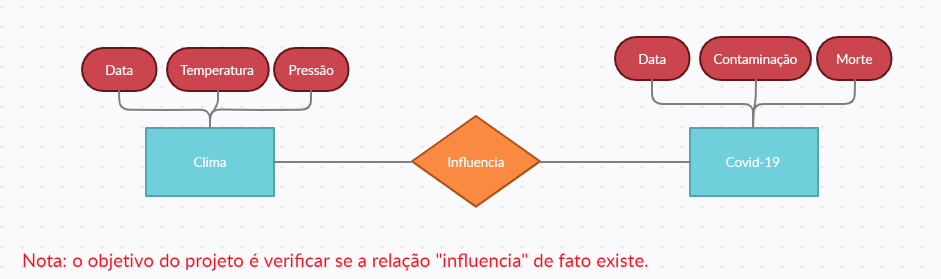 Data
Temperatura
Pressão
Data
Contaminação
Morte
Clima
Influencia
Covid-19
Nota: o objetivo do projeto é verificar se a relação "influencia" de fato existe.